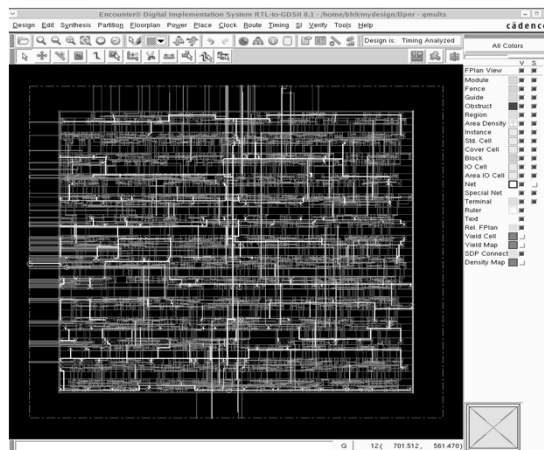 Encounter(R) Digital Implementation System RTL-to-GDSII 8.1 - /home/bkrl/mydesign/Bpar - qmults
Design Edit Synthesis Partition Floorplan Power Place Clock Route Timing SI Verify Tools Help
cādence
Design is: Timing Analyzed
All Colors
V S
FPlan View
Module
Fence
Guide
Obstruct
Region
Area Density
Instance
Std. Cell
Cover Cell
Block
IO Cell
Area IO Cell
Net
Special Net
Terminal
Ruler
Text
Rel. FPlan
Yield Cell
Yield Map
SDP Connect
Density Map
Q 12( 701.512, 561.470)